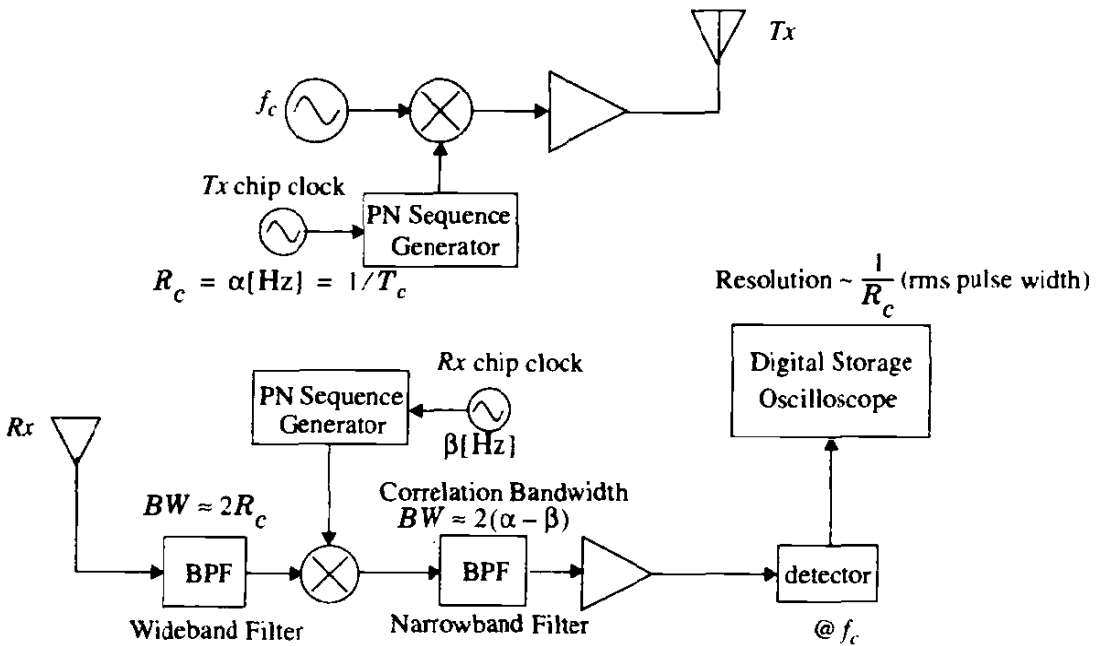 Tx
f_c
Tx chip clock
PN Sequence
Generator
R_c = α[Hz] = 1/T_c
Resolution ~ 1/R_c (rms pulse width)
Digital Storage
Oscilloscope
Rx chip clock
PN Sequence
Generator
β[Hz]
Rx
Correlation Bandwidth
BW ≈ 2R_c
BW ≈ 2(α − β)
BPF
BPF
detector
Wideband Filter
Narrowband Filter
@ f_c